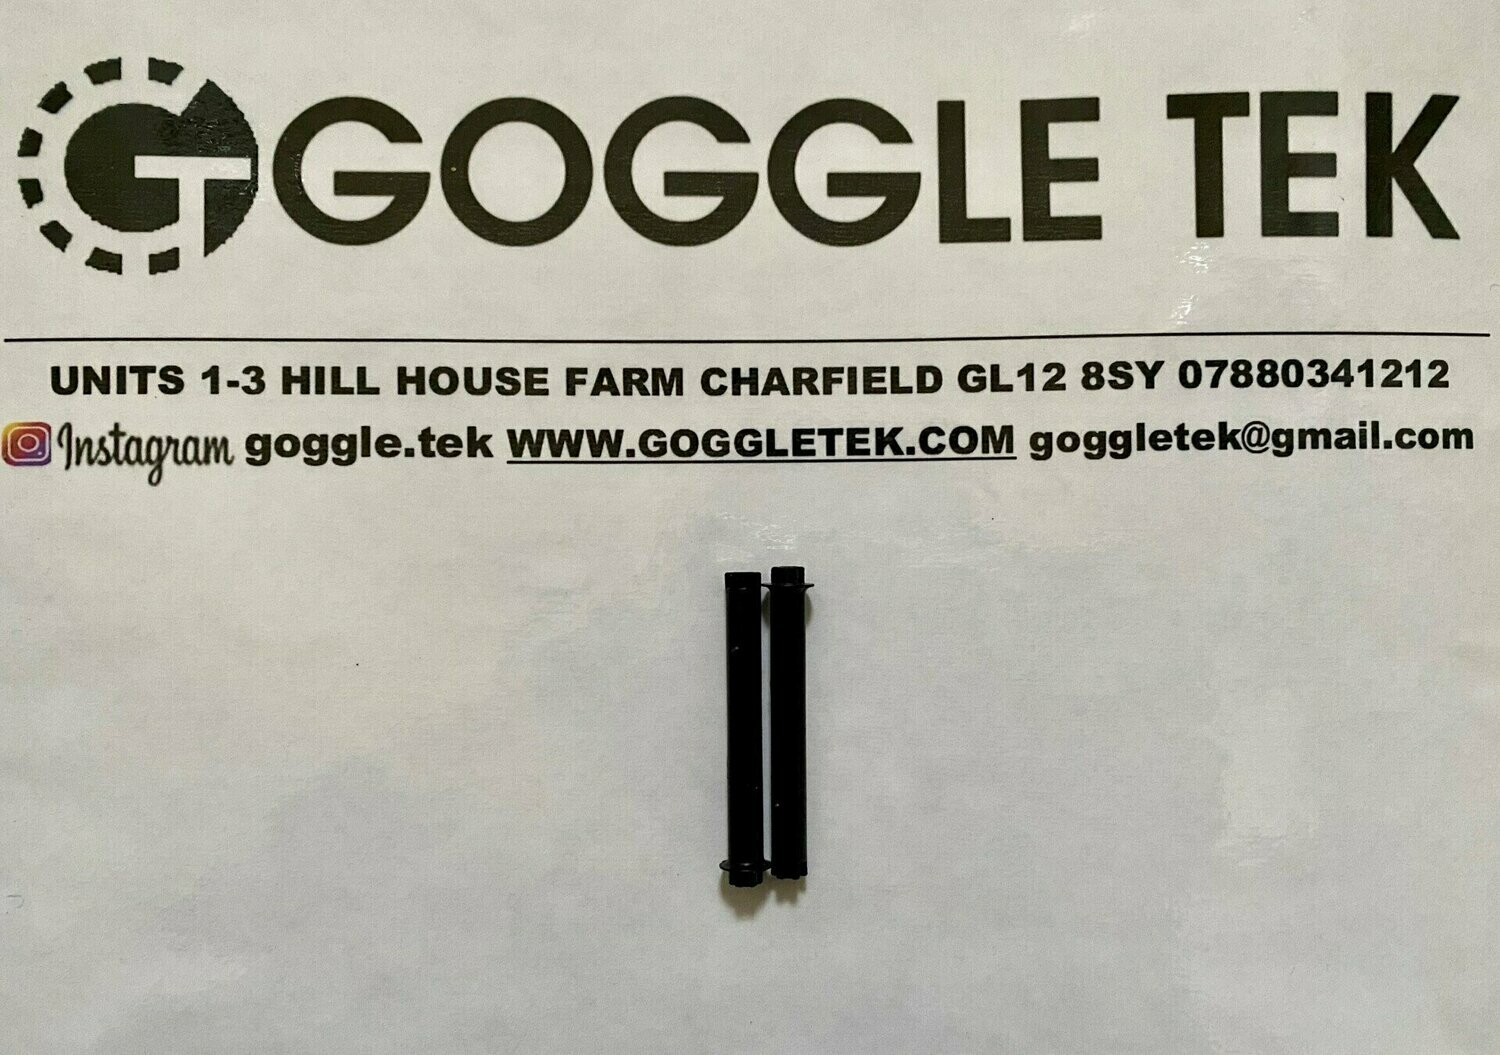 GT GOGGLE TEK
UNITS 1-3 HILL HOUSE FARM CHARFIELD GL12 8SY 07880341212
Instagram goggle.tek WWW.GOGGLETEK.COM goggletek@gmail.com